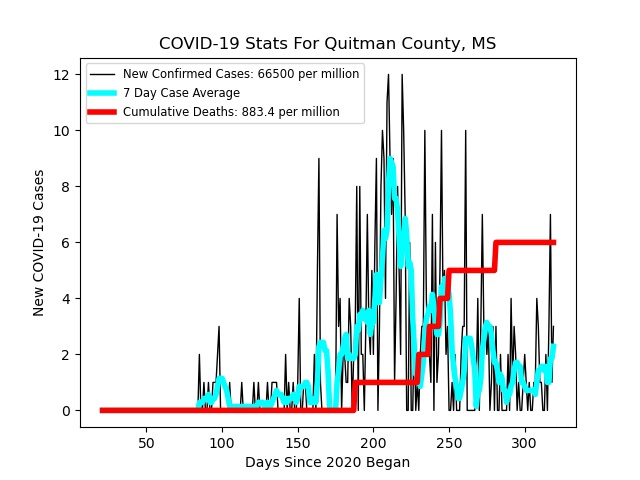 COVID-19 Stats For Quitman County, MS
New Confirmed Cases: 66500 per million
7 Day Case Average
Cumulative Deaths: 883.4 per million
New COVID-19 Cases
12
10
8
6
4
2
0
50 100 150 200 250 300
Days Since 2020 Began